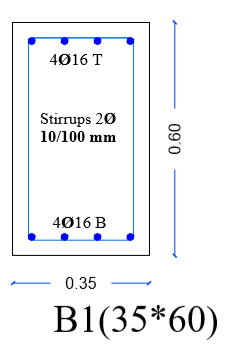 4Ø16 T
Stirrups 2Ø
10/100 mm
4Ø16 B
0.60
0.35
B1(35*60)